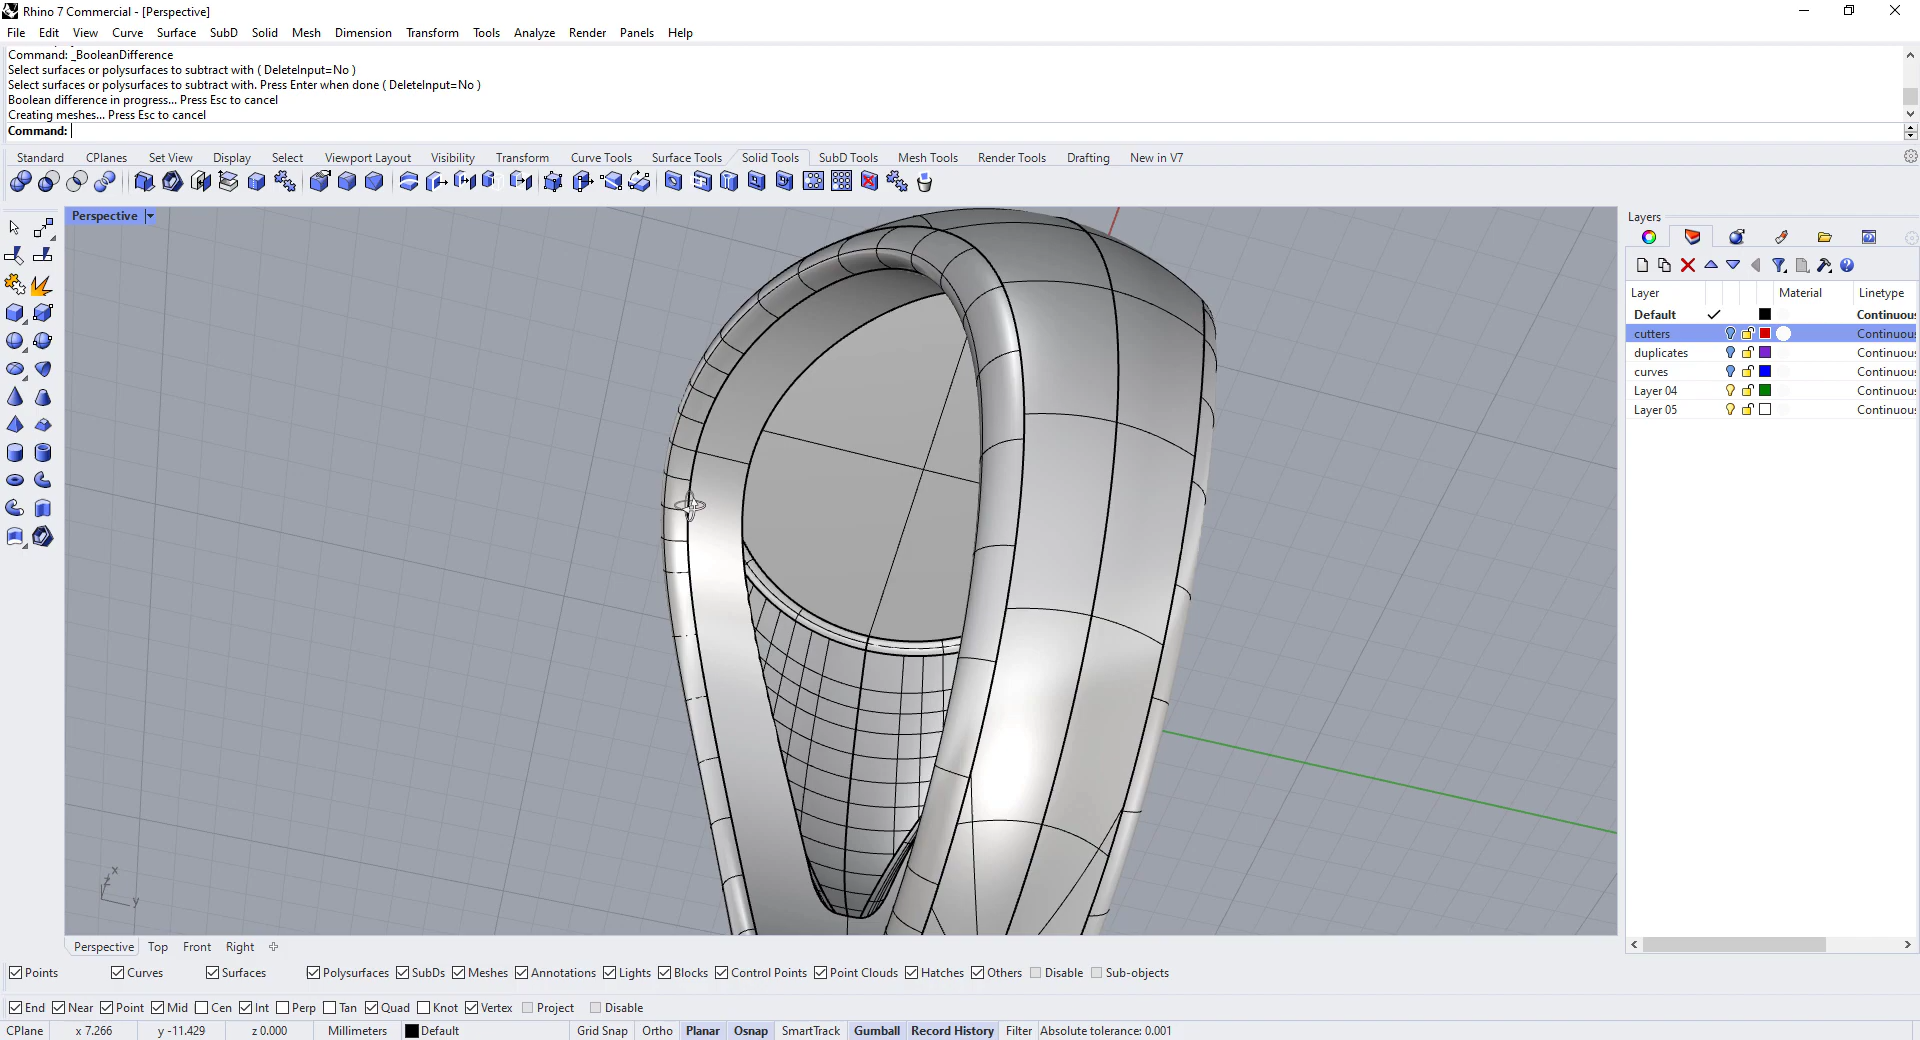 Rhino 7 Commercial - [Perspective]
File Edit View Curve Surface SubD Solid Mesh Dimension Transform Tools Analyze Render Panels Help
Command: _BooleanDifference
Select surfaces or polysurfaces to subtract with ( DeleteInput=No )
Select surfaces or polysurfaces to subtract with. Press Enter when done ( DeleteInput=No )
Boolean difference in progress... Press Esc to cancel
Creating meshes... Press Esc to cancel
Command:
Standard CPlanes Set View Display Select Viewport Layout Visibility Transform Curve Tools Surface Tools Solid Tools SubD Tools Mesh Tools Render Tools Drafting New in V7
Perspective
Layers
Layer Material Linetype
Default Continuous
cutters Continuous
duplicates Continuous
curves Continuous
Layer 04 Continuous
Layer 05 Continuous
x
z
y
Perspective Top Front Right
Points Curves Surfaces Polysurfaces SubDs Meshes Annotations Lights Blocks Control Points Point Clouds Hatches Others Disable Sub-objects
End Near Point Mid Cen Int Perp Tan Quad Knot Vertex Project Disable
CPlane x 7.266 y -11.429 z 0.000 Millimeters Default Grid Snap Ortho Planar Osnap SmartTrack Gumball Record History Filter Absolute tolerance: 0.001